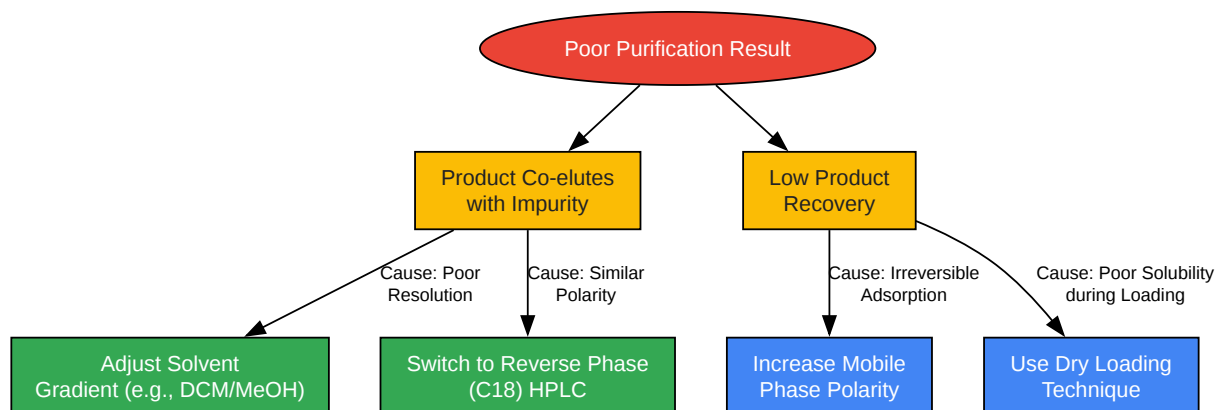 Poor Purification Result
Product Co-elutes
with Impurity
Low Product
Recovery
Cause: Poor
Resolution
Cause: Similar
Polarity
Cause: Irreversible
Adsorption
Cause: Poor Solubility
during Loading
Adjust Solvent
Gradient (e.g., DCM/MeOH)
Switch to Reverse Phase
(C18) HPLC
Increase Mobile
Phase Polarity
Use Dry Loading
Technique